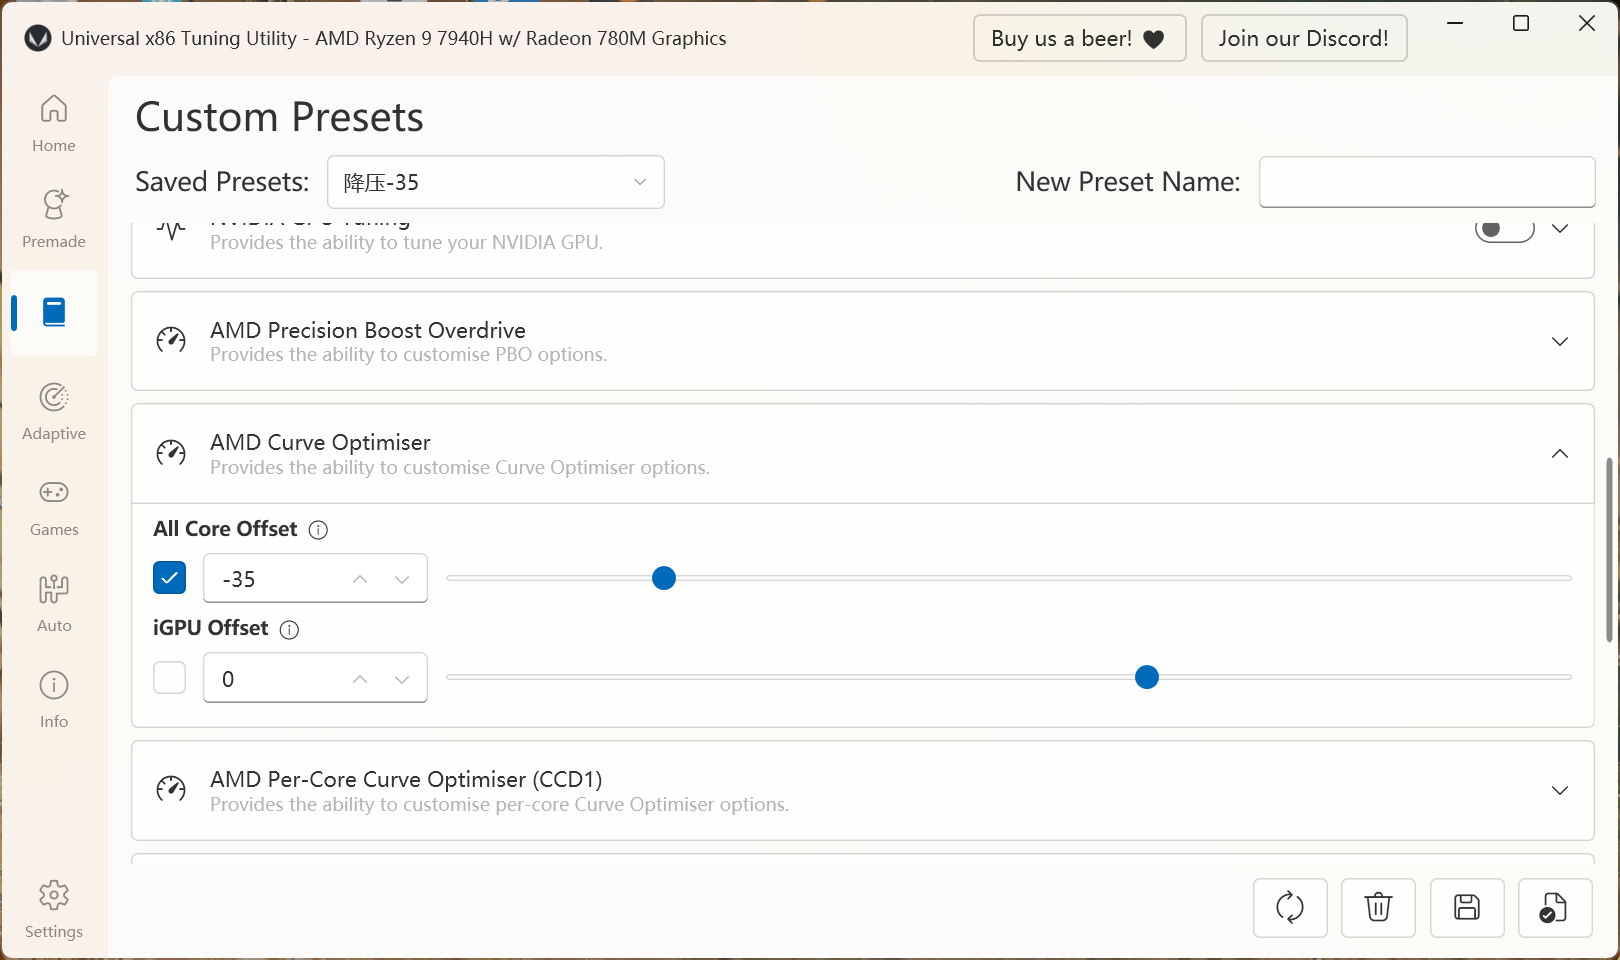 Universal x86 Tuning Utility - AMD Ryzen 9 7940H w/ Radeon 780M Graphics
Buy us a beer!
Join our Discord!
Home
Premade
Adaptive
Games
Auto
Info
Settings
Custom Presets
Saved Presets:
降压-35
New Preset Name:
NVIDIA GPU Tuning
Provides the ability to tune your NVIDIA GPU.
AMD Precision Boost Overdrive
Provides the ability to customise PBO options.
AMD Curve Optimiser
Provides the ability to customise Curve Optimiser options.
All Core Offset
-35
iGPU Offset
0
AMD Per-Core Curve Optimiser (CCD1)
Provides the ability to customise per-core Curve Optimiser options.